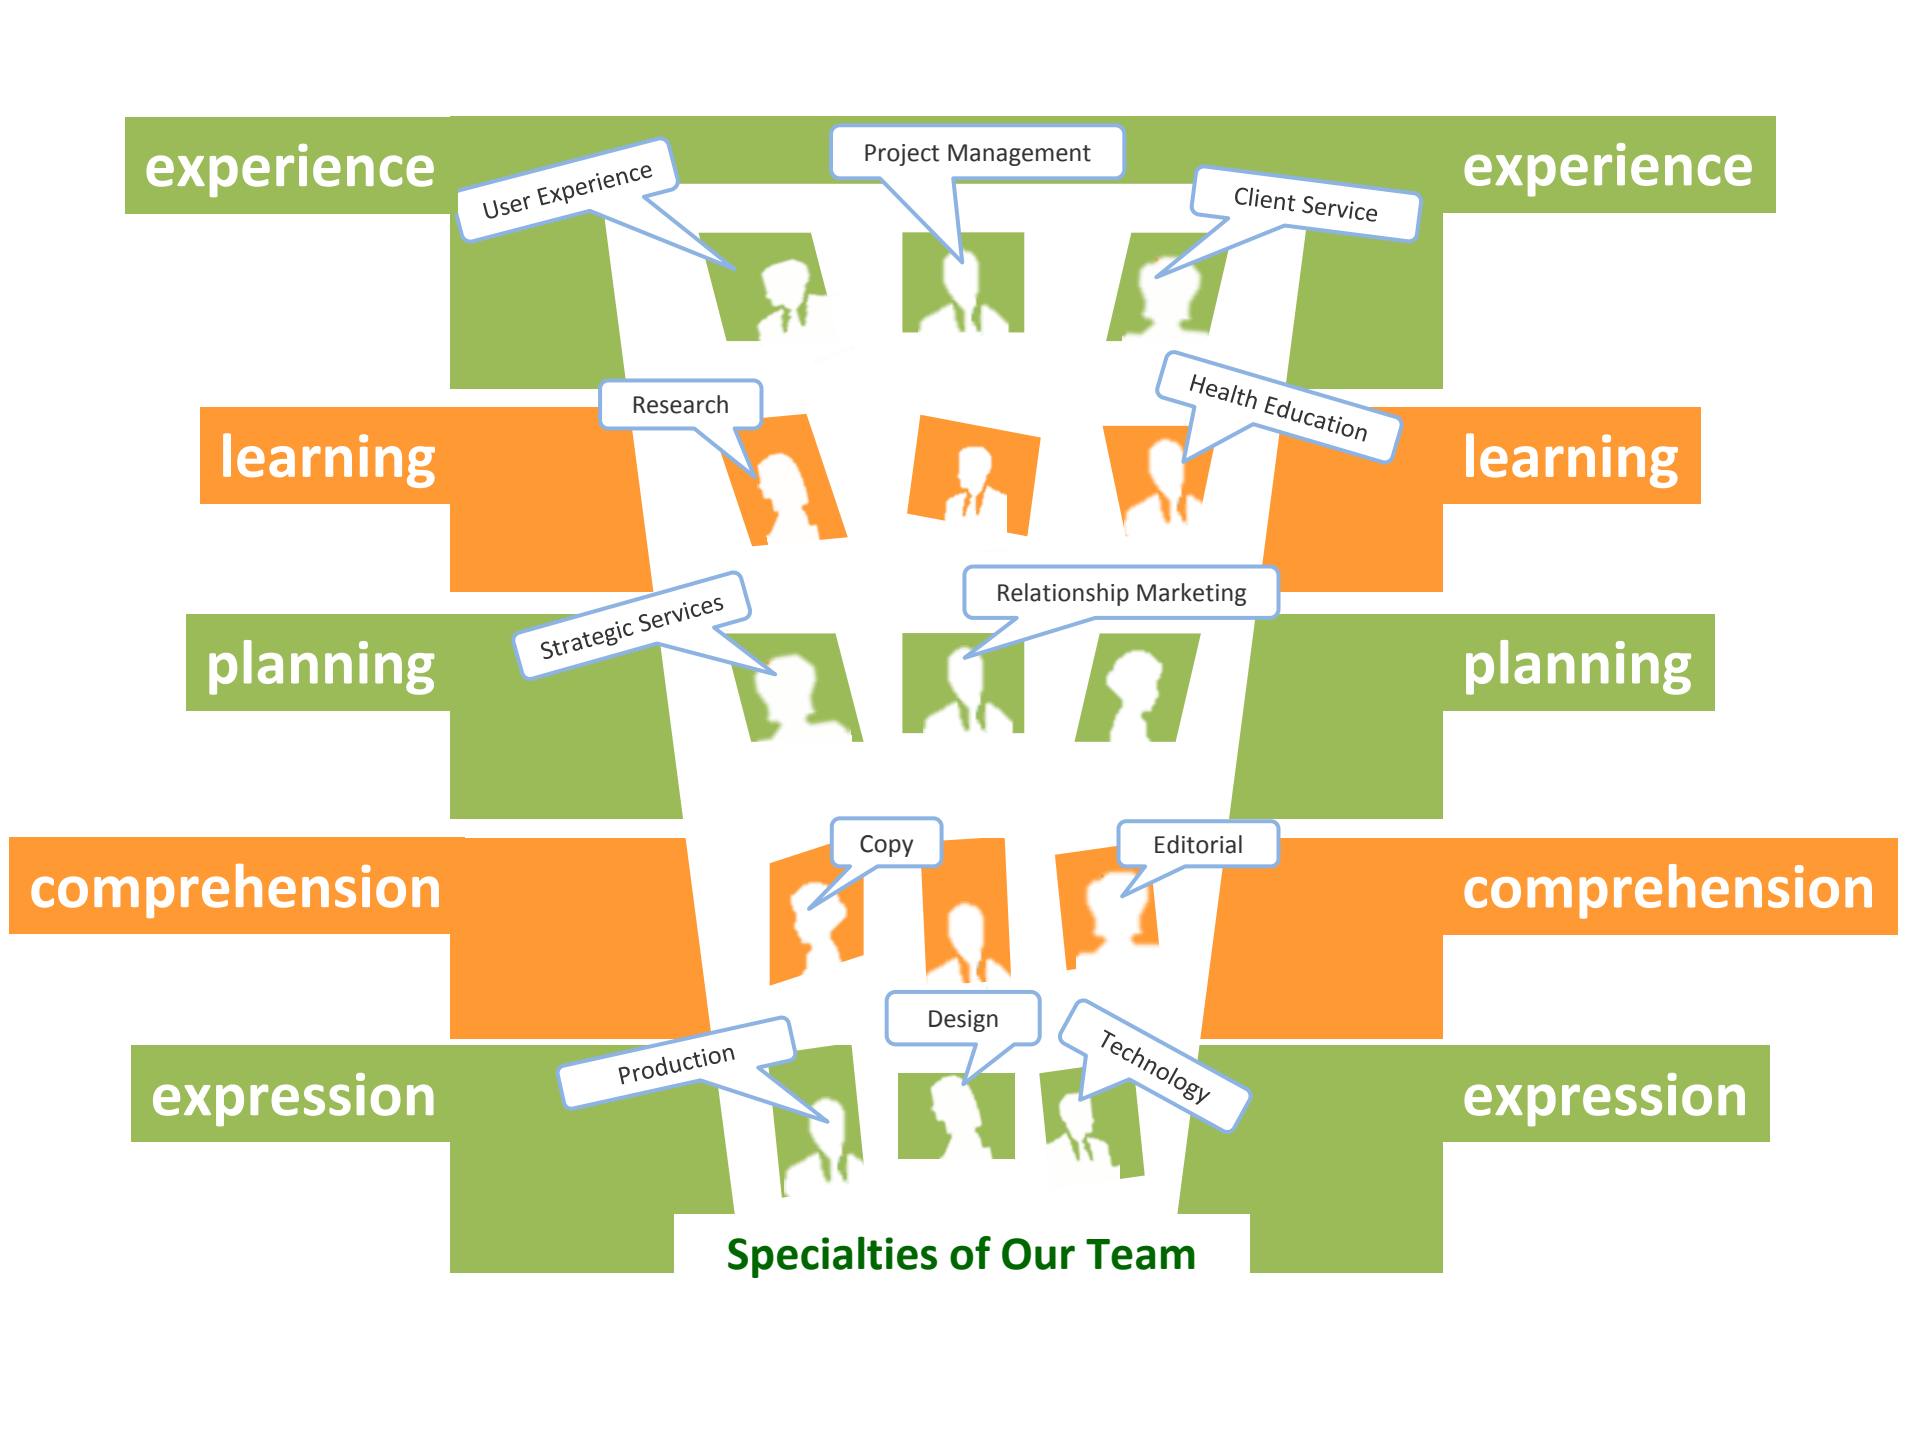 experience
User Experience
Project Management
Client Service
experience
learning
Research
Health Education
learning
planning
Strategic Services
Relationship Marketing
planning
comprehension
Copy
Editorial
comprehension
expression
Production
Design
Technology
expression
Specialties of Our Team